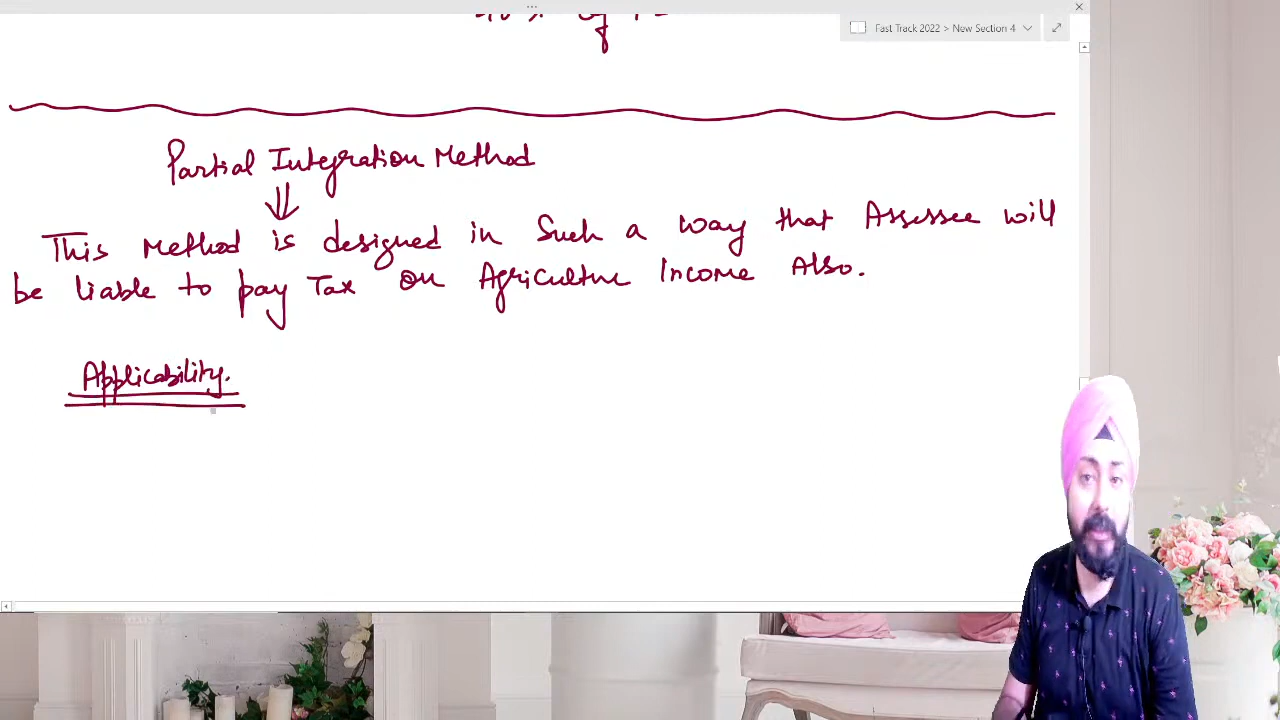 Fast Track 2022 > New Section 4
Partial Integration Method
This Method is designed in Such a way that Assessee will
be liable to pay Tax on Agriculture Income Also.
Applicability.